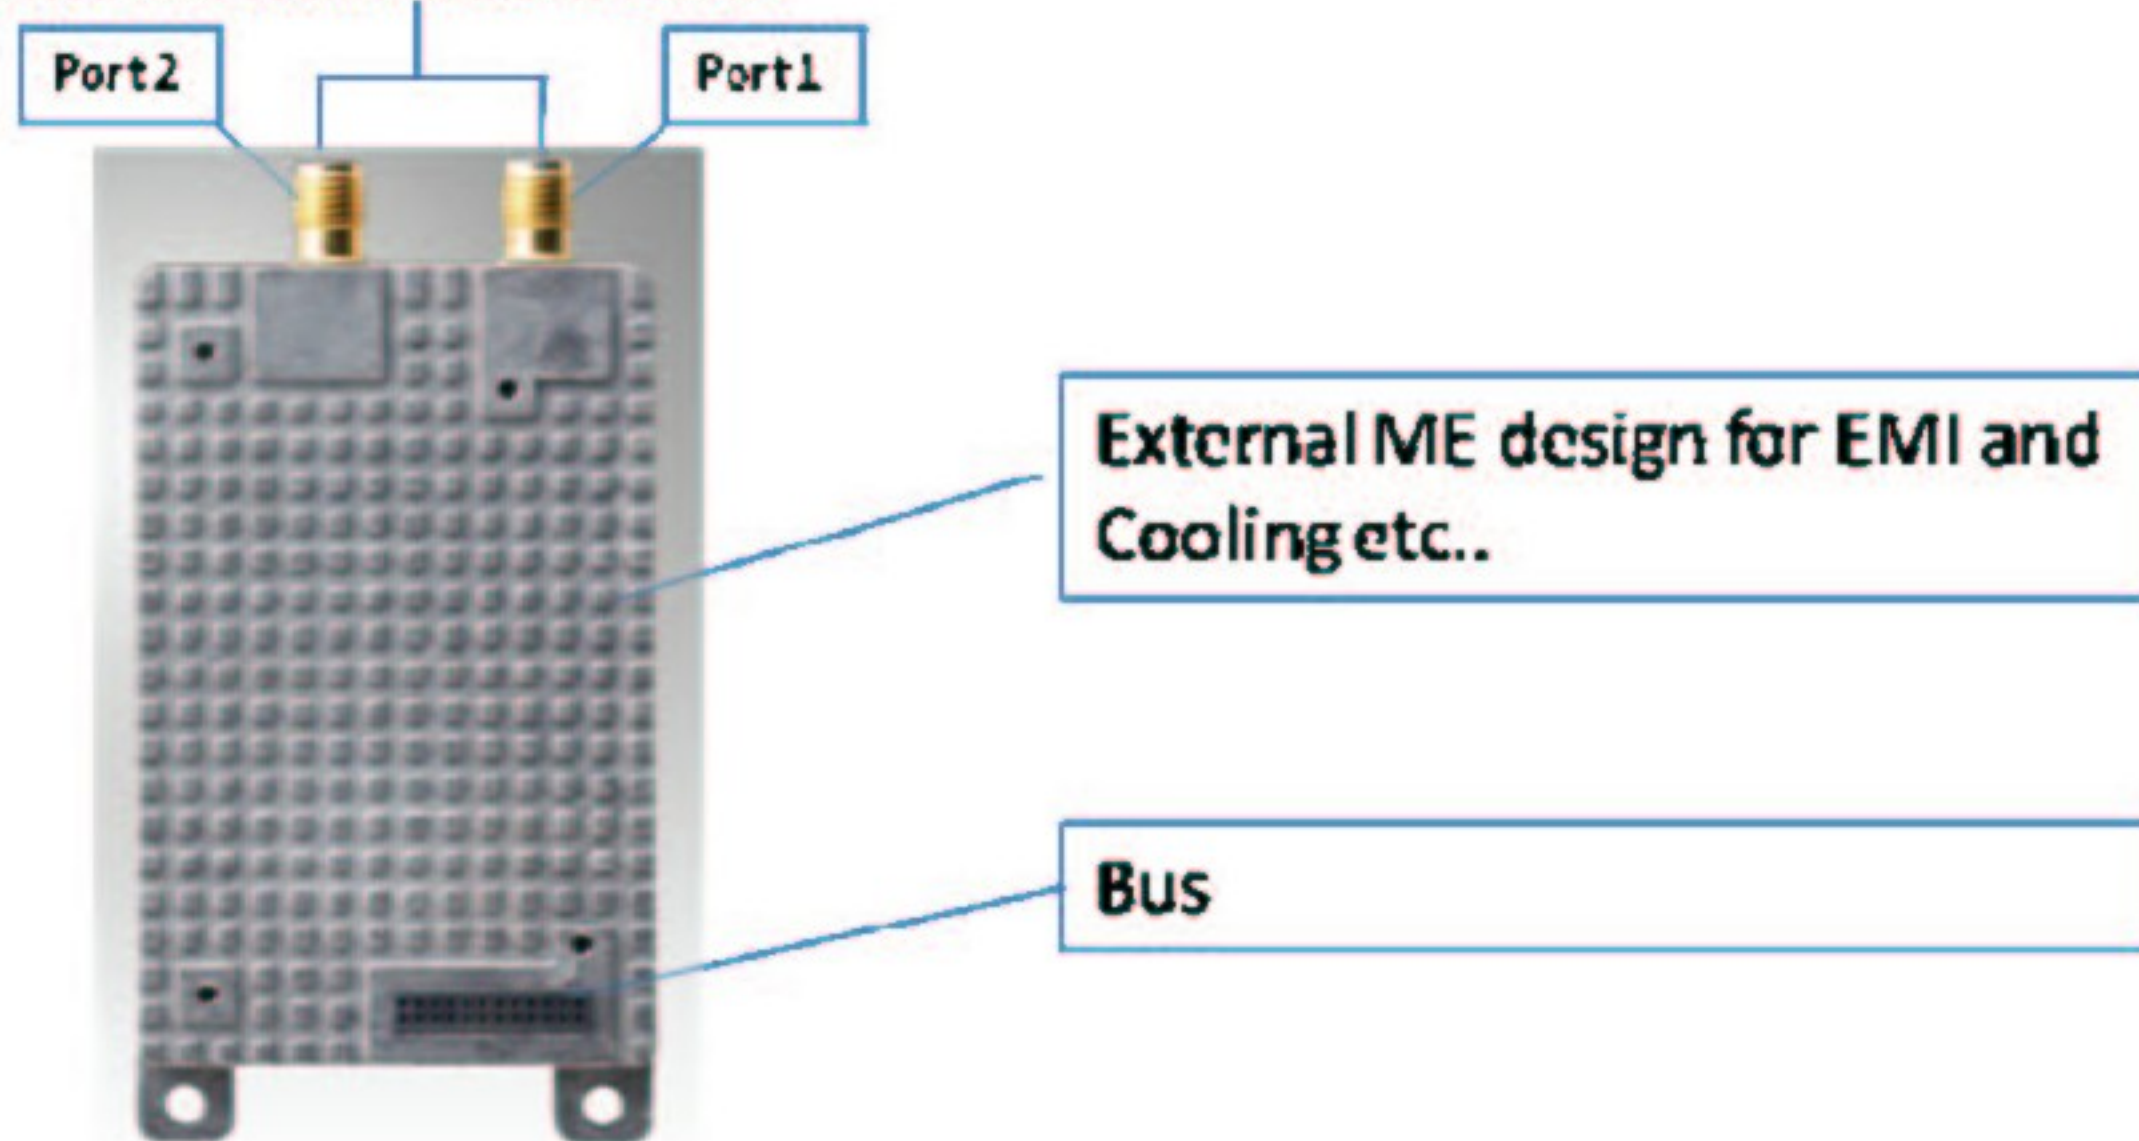 Port2
Port1
External ME design for EMI and
Cooling etc..
Bus